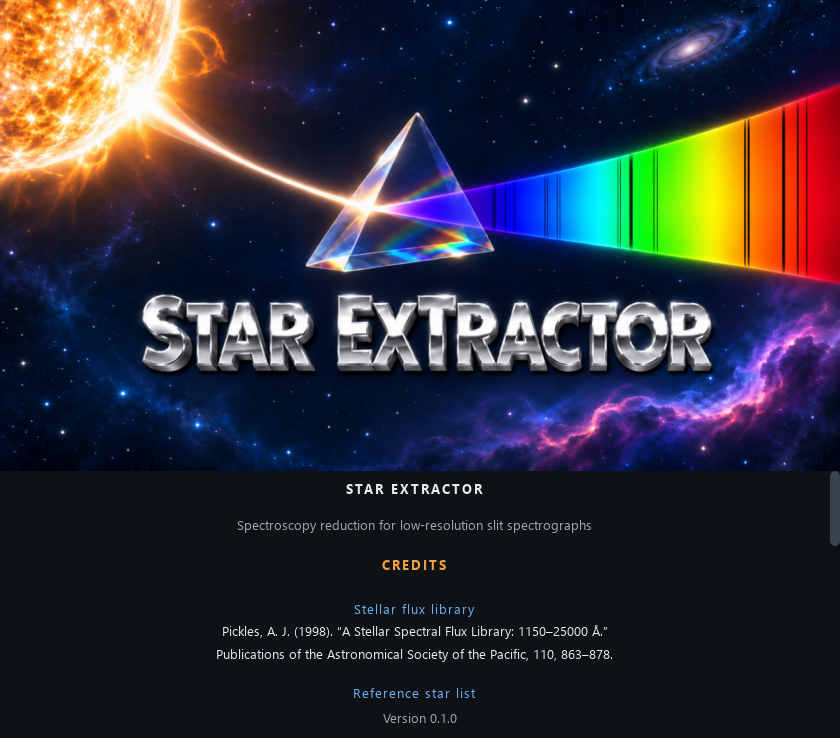 STAR EXTRACTOR
STAR EXTRACTOR
Spectroscopy reduction for low-resolution slit spectrographs
CREDITS
Stellar flux library
Pickles, A. J. (1998). “A Stellar Spectral Flux Library: 1150–25000 Å.”
Publications of the Astronomical Society of the Pacific, 110, 863–878.
Reference star list
Version 0.1.0